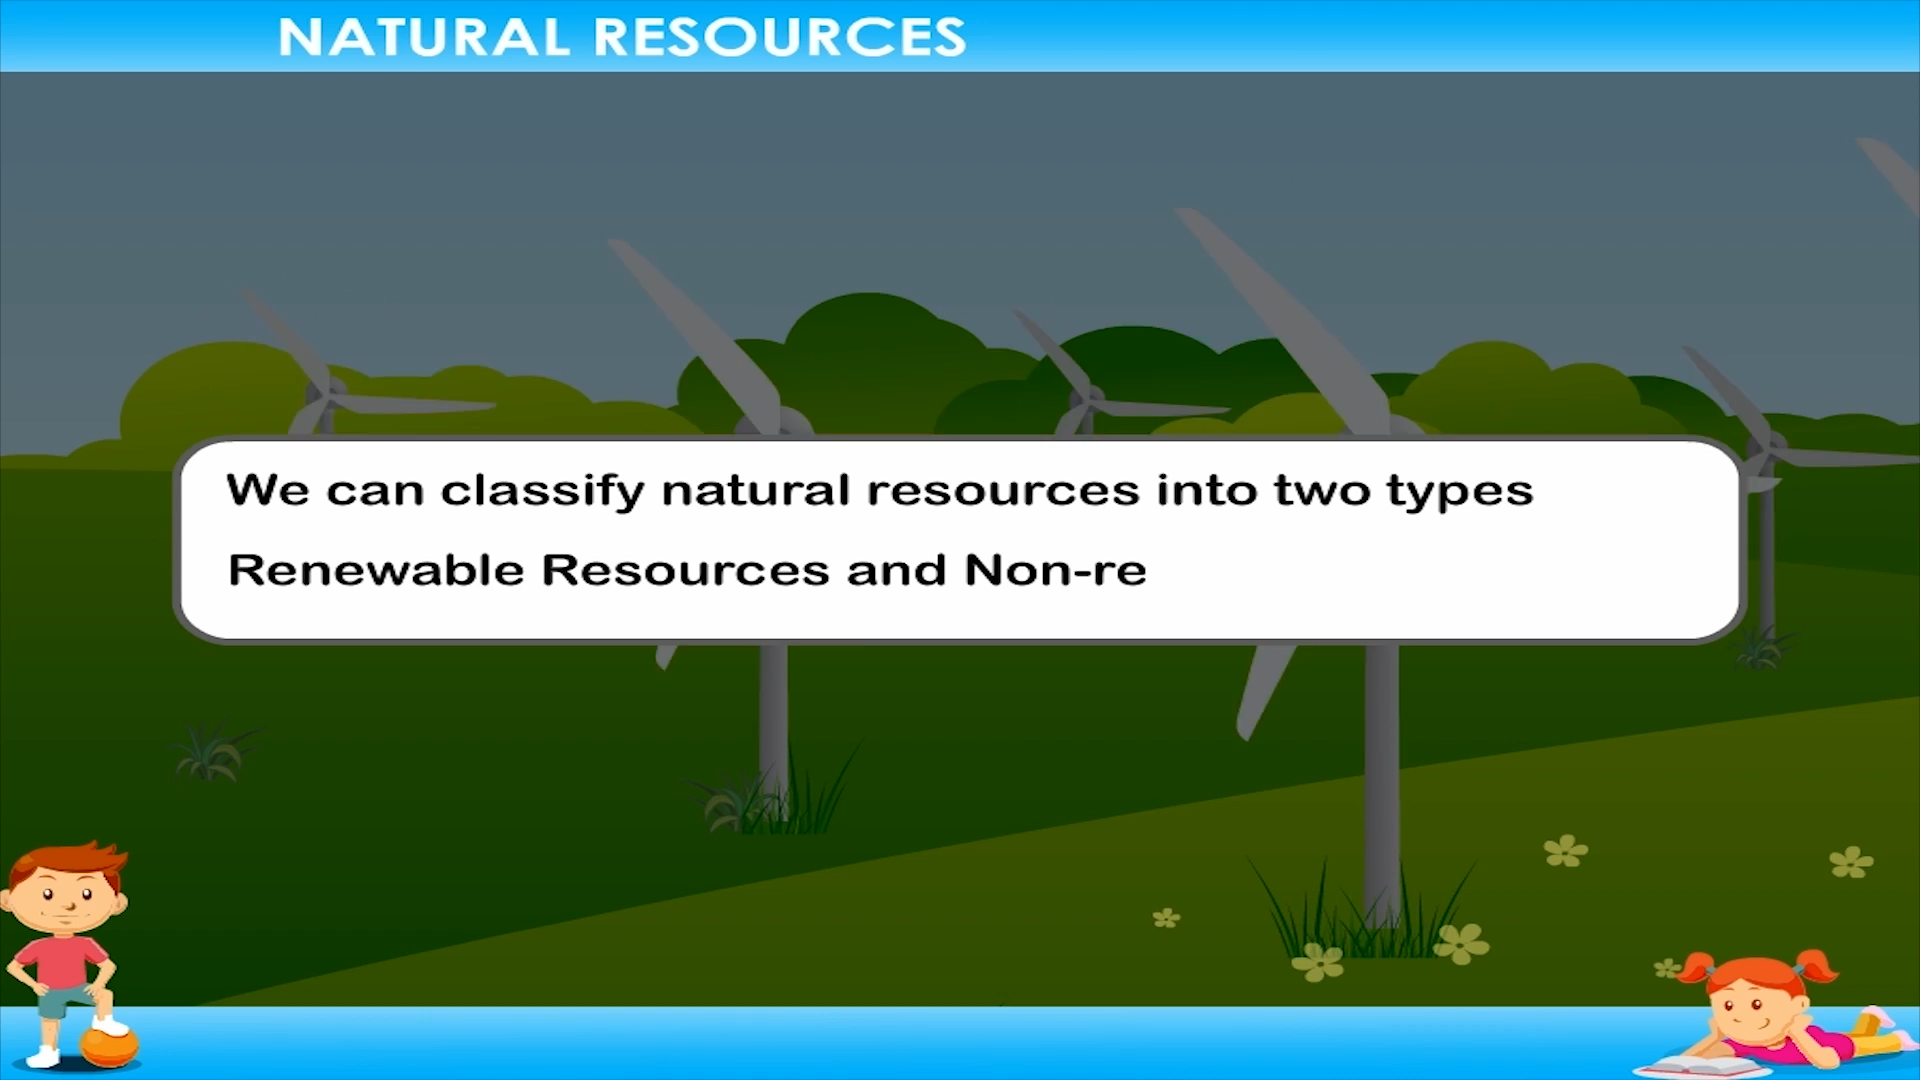 NATURAL RESOURCES
We can classify natural resources into two types
Renewable Resources and Non-re